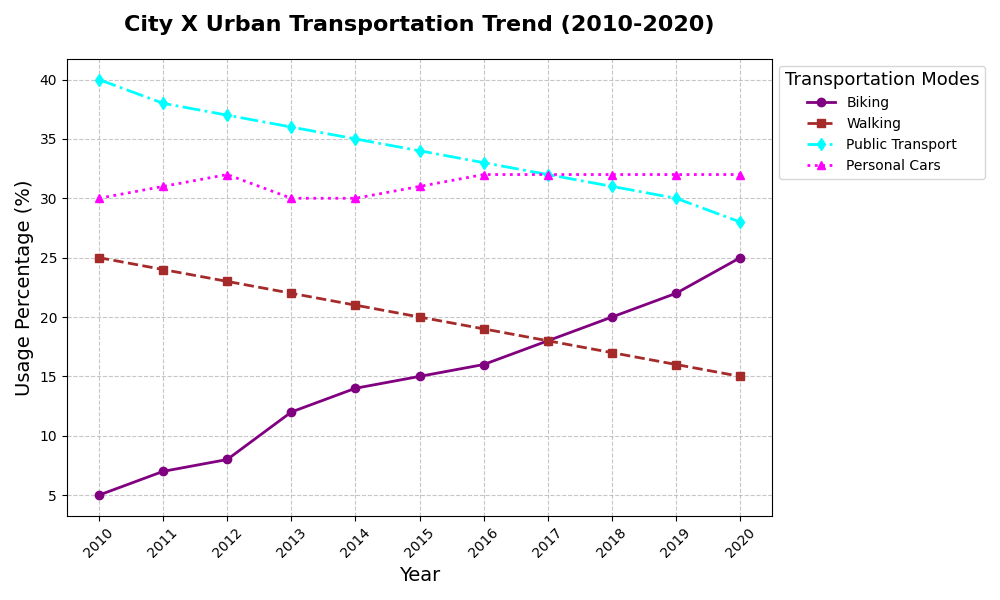 City X Urban Transportation Trend (2010-2020)
Usage Percentage (%)
40
35
30
25
20
15
10
5
2010
2011
2012
2013
2014
2015
2016
2017
2018
2019
2020
Year
Transportation Modes
Biking
Walking
Public Transport
Personal Cars